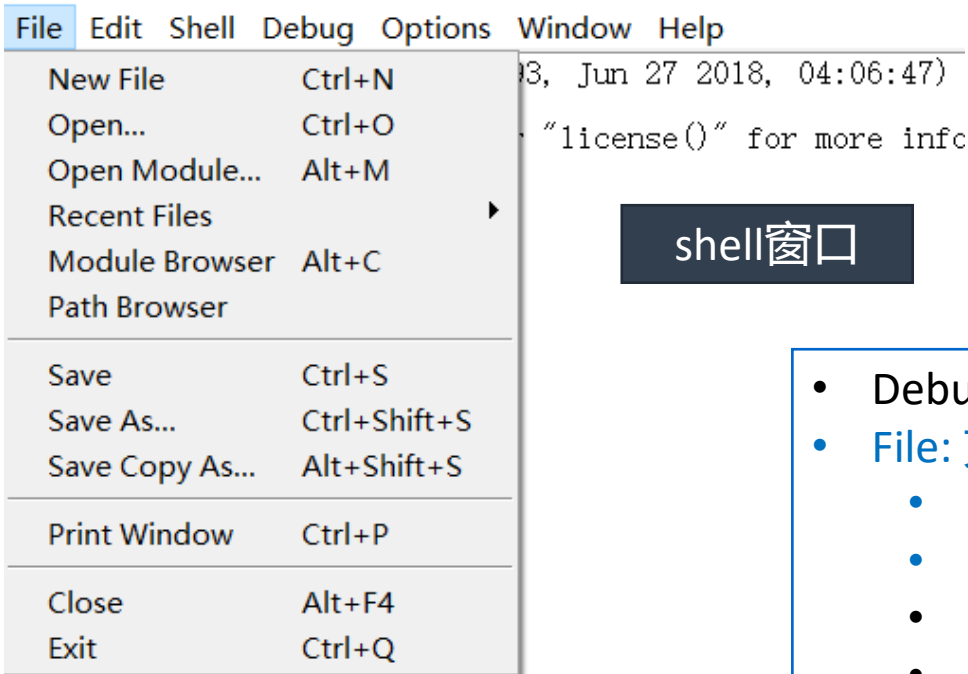 File Edit Shell Debug Options Window Help
New File Ctrl+N
Open... Ctrl+O
Open Module... Alt+M
Recent Files
Module Browser Alt+C
Path Browser
Save Ctrl+S
Save As... Ctrl+Shift+S
Save Copy As... Alt+Shift+S
Print Window Ctrl+P
Close Alt+F4
Exit Ctrl+Q
93, Jun 27 2018, 04:06:47)
"license()" for more info
shell窗口
• Debu
• File: